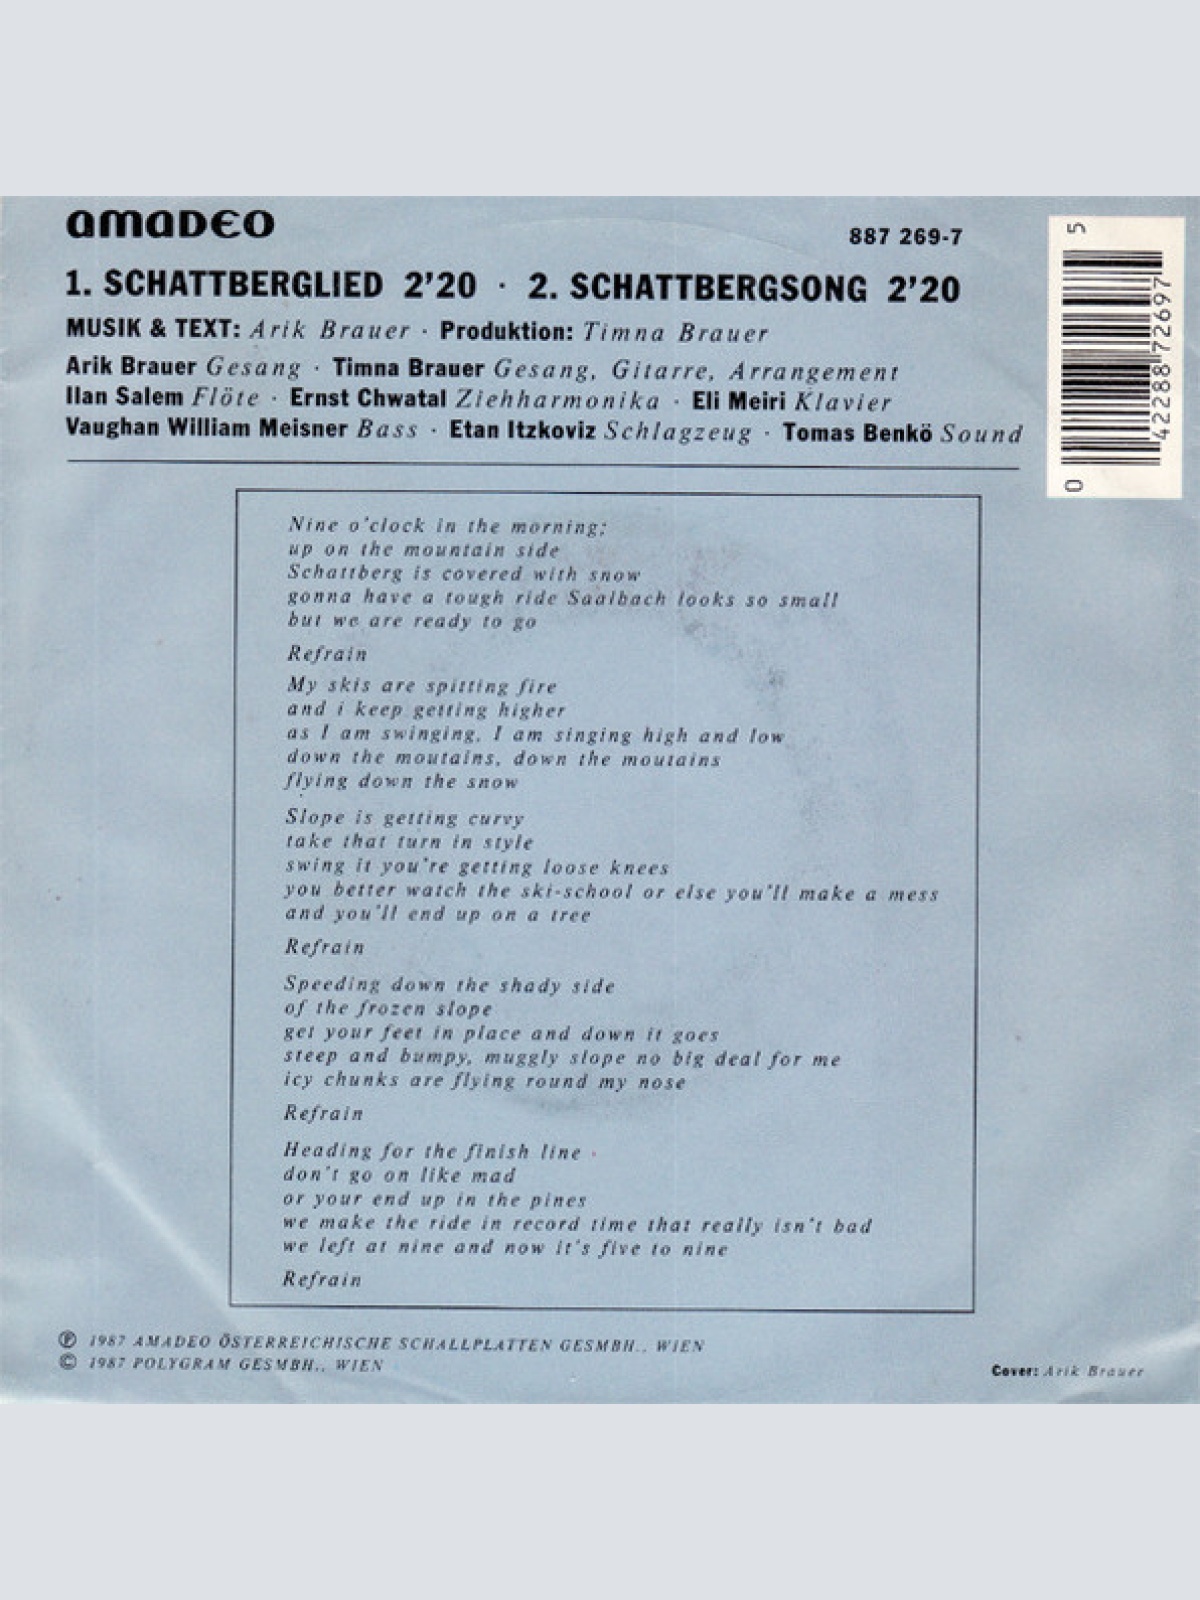 amaDEO
887 269-7
1. SCHATTBERGLIED 2'20 · 2. SCHATTBERGSONG 2'20
MUSIK & TEXT: Arik Brauer · Produktion: Timna Brauer
Arik Brauer Gesang · Timna Brauer Gesang, Gitarre, Arrangement
Ilan Salem Flöte · Ernst Chwatal Ziehharmonika · Eli Meiri Klavier
Vaughan William Meisner Bass · Etan Itzkoviz Schlagzeug · Tomas Benkö Sound
0 42288 72697 5
Nine o'clock in the morning;
up on the mountain side
Schattberg is covered with snow
gonna have a tough ride Saalbach looks so small
but we are ready to go
Refrain
My skis are spitting fire
and i keep getting higher
as I am swinging, I am singing high and low
down the moutains, down the moutains
flying down the snow
Slope is getting curvy
take that turn in style
swing it you're getting loose knees
you better watch the ski-school or else you'll make a mess
and you'll end up on a tree
Refrain
Speeding down the shady side
of the frozen slope
get your feet in place and down it goes
steep and bumpy, muggly slope no big deal for me
icy chunks are flying round my nose
Refrain
Heading for the finish line
don't go on like mad
or your end up in the pines
we make the ride in record time that really isn't bad
we left at nine and now it's five to nine
Refrain
℗ 1987 AMADEO ÖSTERREICHISCHE SCHALLPLATTEN GESMBH., WIEN
© 1987 POLYGRAM GESMBH., WIEN
Cover: Arik Brauer